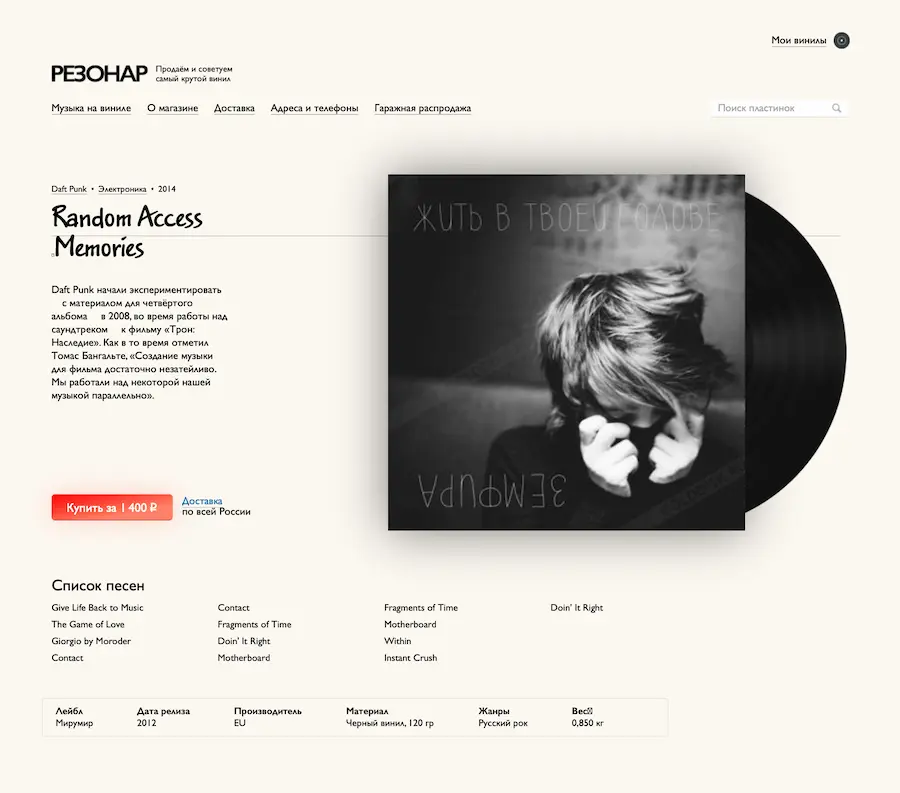 Мои винилы
РЕЗОНАР
Продаём и советуем
самый крутой винил
Музыка на виниле О магазине Доставка Адреса и телефоны Гаражная распродажа
Поиск пластинок
Daft Punk • Электроника • 2014
Random Access
Memories
Daft Punk начали экспериментировать
с материалом для четвёртого
альбома в 2008, во время работы над
саундтреком к фильму «Трон:
Наследие». Как в то время отметил
Томас Бангальте, «Создание музыки
для фильма достаточно незатейливо.
Мы работали над некоторой нашей
музыкой параллельно».
ЖИТЬ В ТВОЕЙ ГОЛОВЕ
ЗЕМФИРА
Купить за 1 400 ₽
Доставка
по всей России
Список песен
Give Life Back to Music Contact Fragments of Time Doin' It Right
The Game of Love Fragments of Time Motherboard
Giorgio by Moroder Doin' It Right Within
Contact Motherboard Instant Crush
Лейбл Дата релиза Производитель Материал Жанры Вес
Мирумир 2012 EU Черный винил, 120 гр Русский рок 0,850 кг